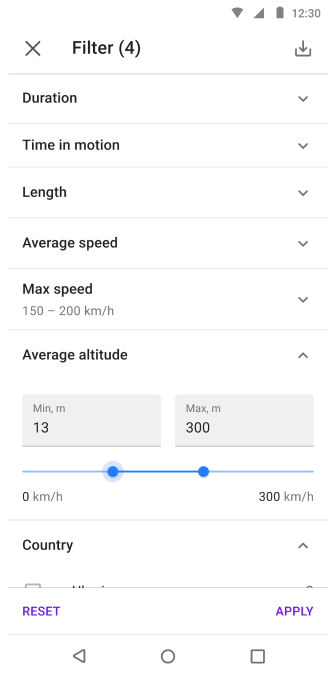 12:30
Filter (4)
Duration
Time in motion
Length
Average speed
Max speed
150 – 200 km/h
Average altitude
Min, m
13
Max, m
300
0 km/h
300 km/h
Country
RESET
APPLY